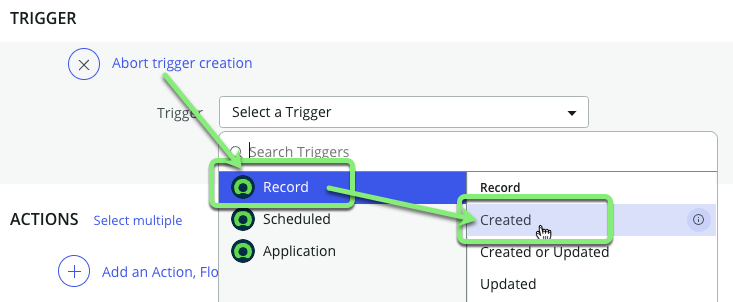 TRIGGER
Abort trigger creation
Trigger
Select a Trigger
Search Triggers
Record
Scheduled
Application
Record
Created
Created or Updated
Updated
ACTIONS
Select multiple
Add an Action, Flo